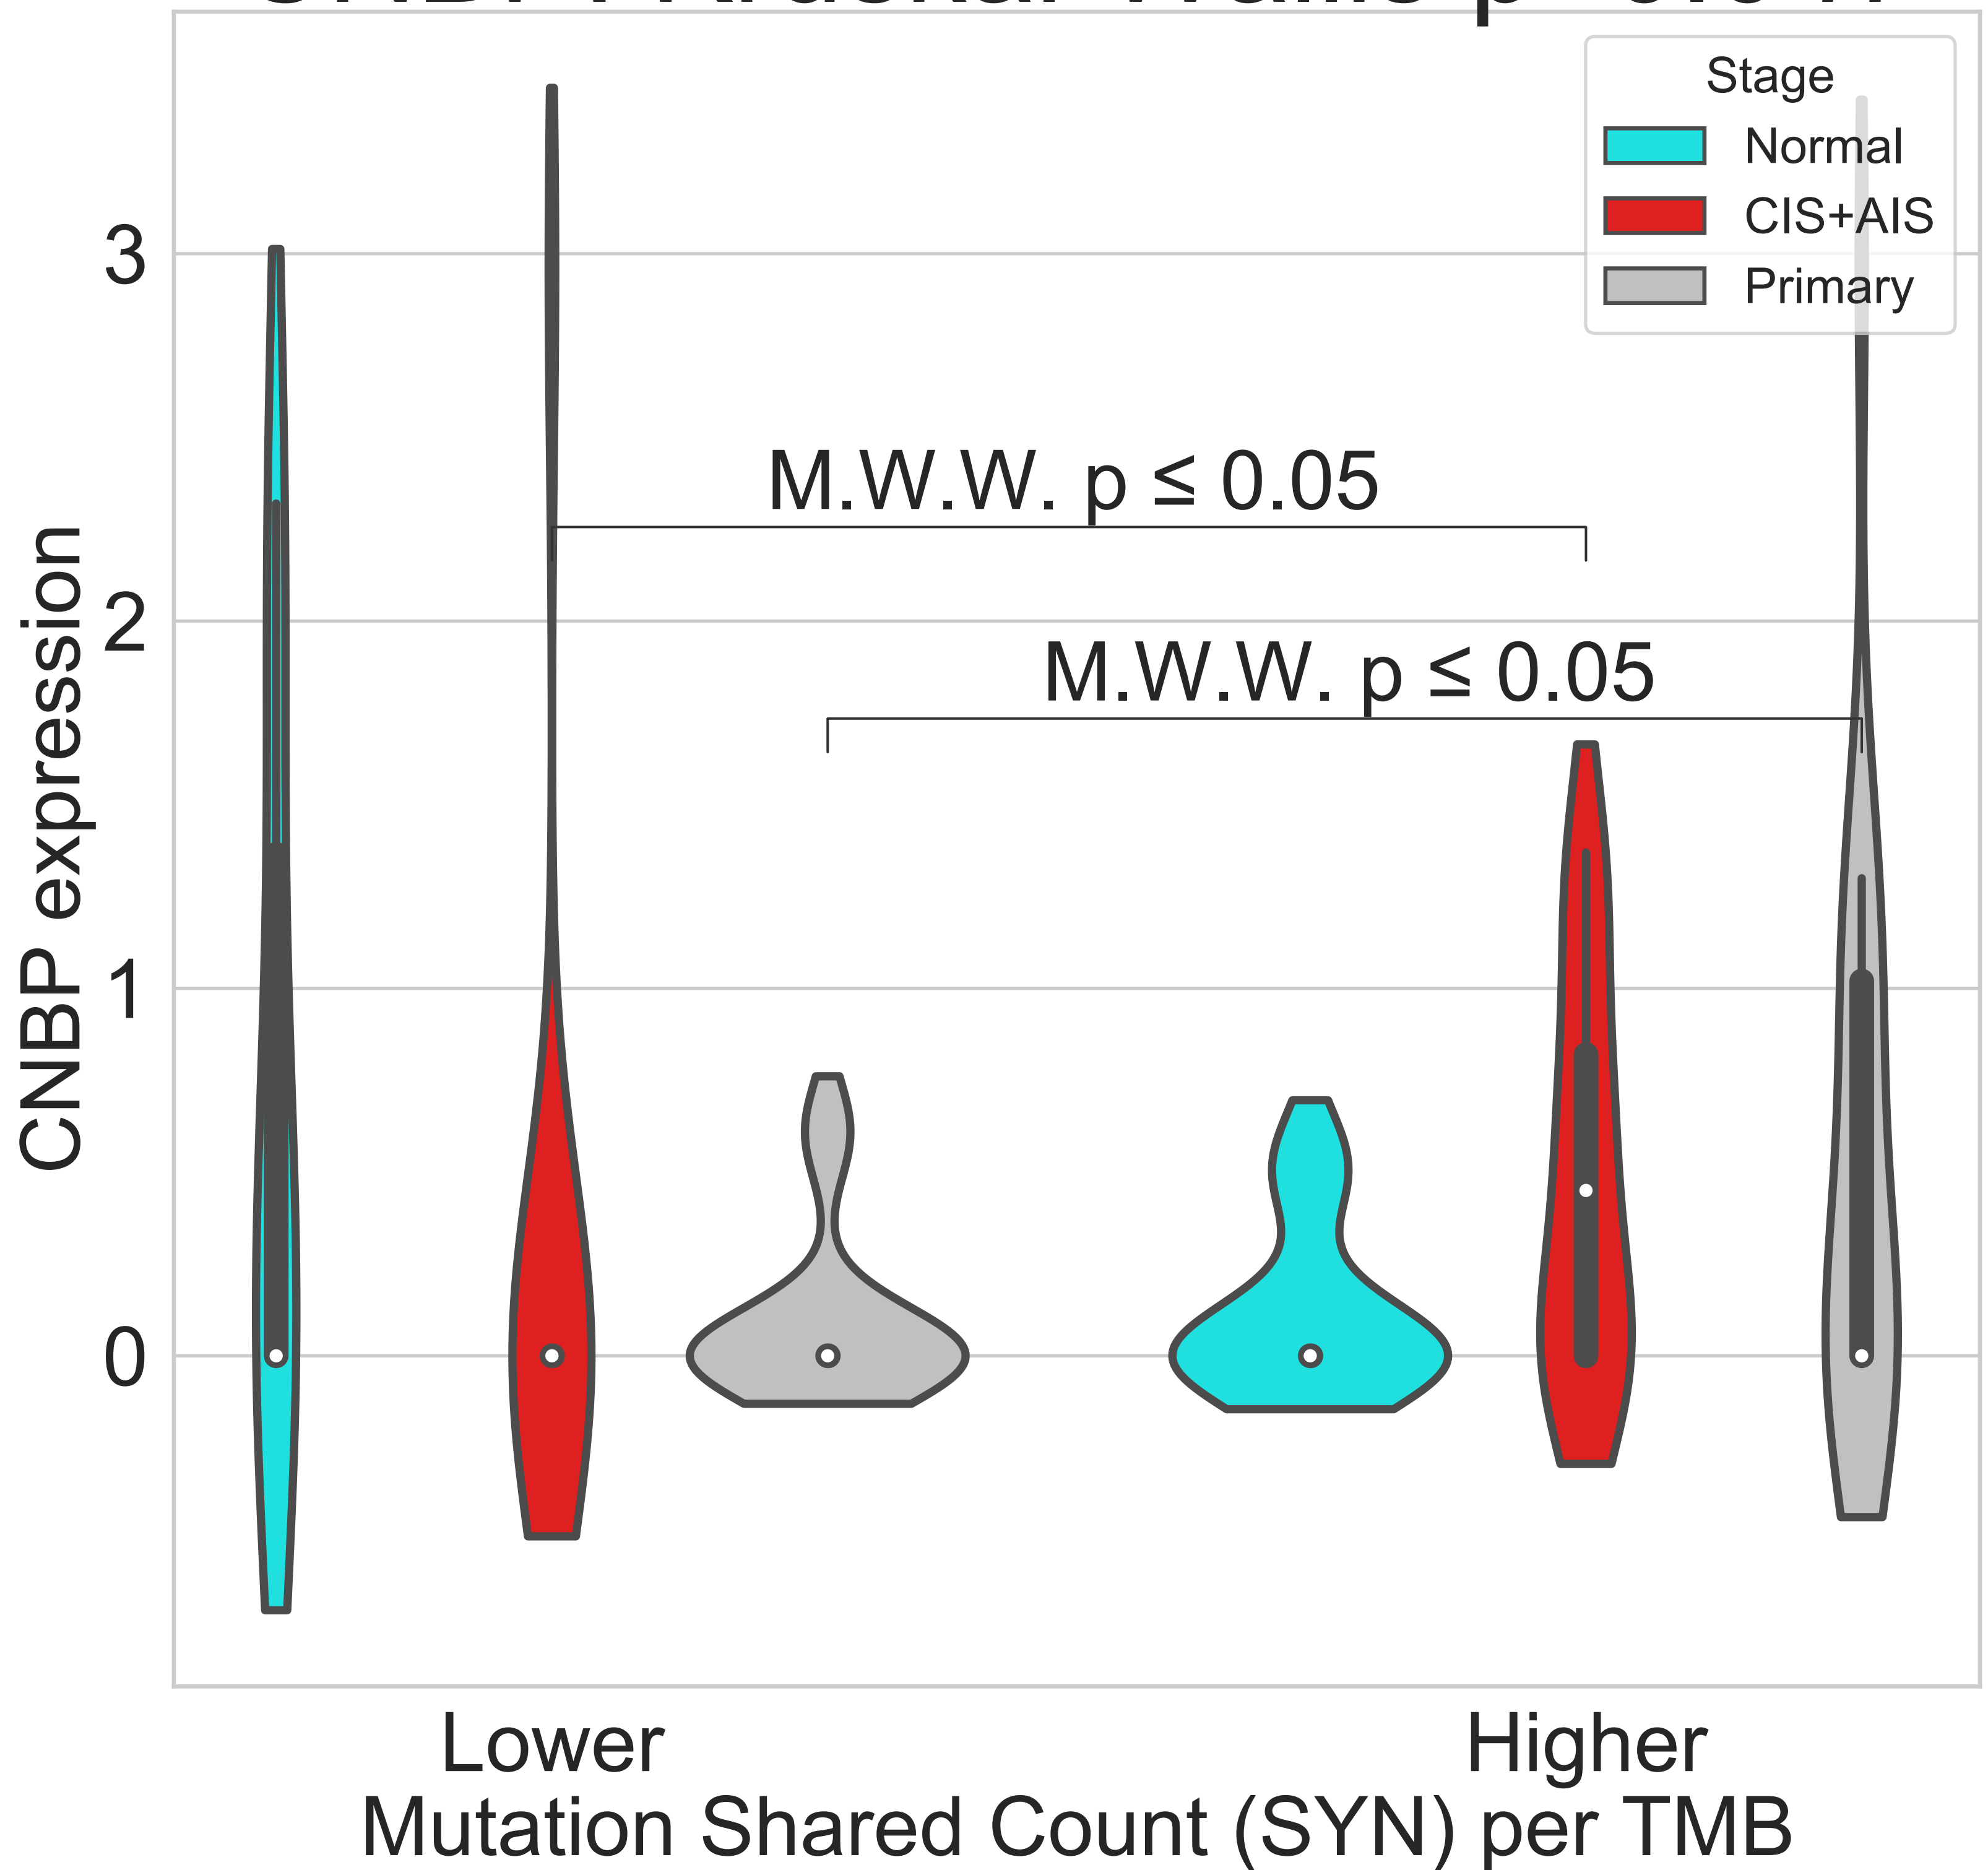 Stage
Normal
CIS+AIS
Primary
3
M.W.W. p ≤ 0.05
2
M.W.W. p ≤ 0.05
1
0
CNBP expression
Lower
Higher
Mutation Shared Count (SYN) per TMB